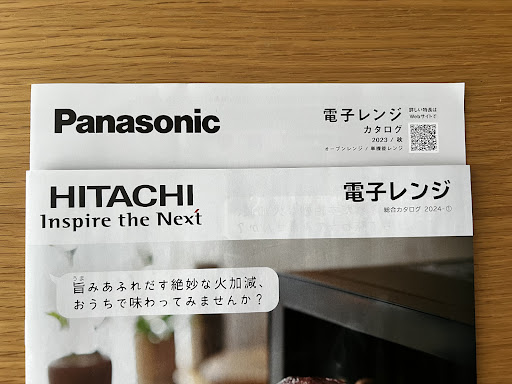 Panasonic
電子レンジ
カタログ
2023 / 秋
オーブンレンジ / 単機能レンジ
詳しい特長は
Webサイトで
HITACHI
Inspire the Next
電子レンジ
総合カタログ 2024-①
うま
旨みあふれだす絶妙な火加減、
おうちで味わってみませんか?